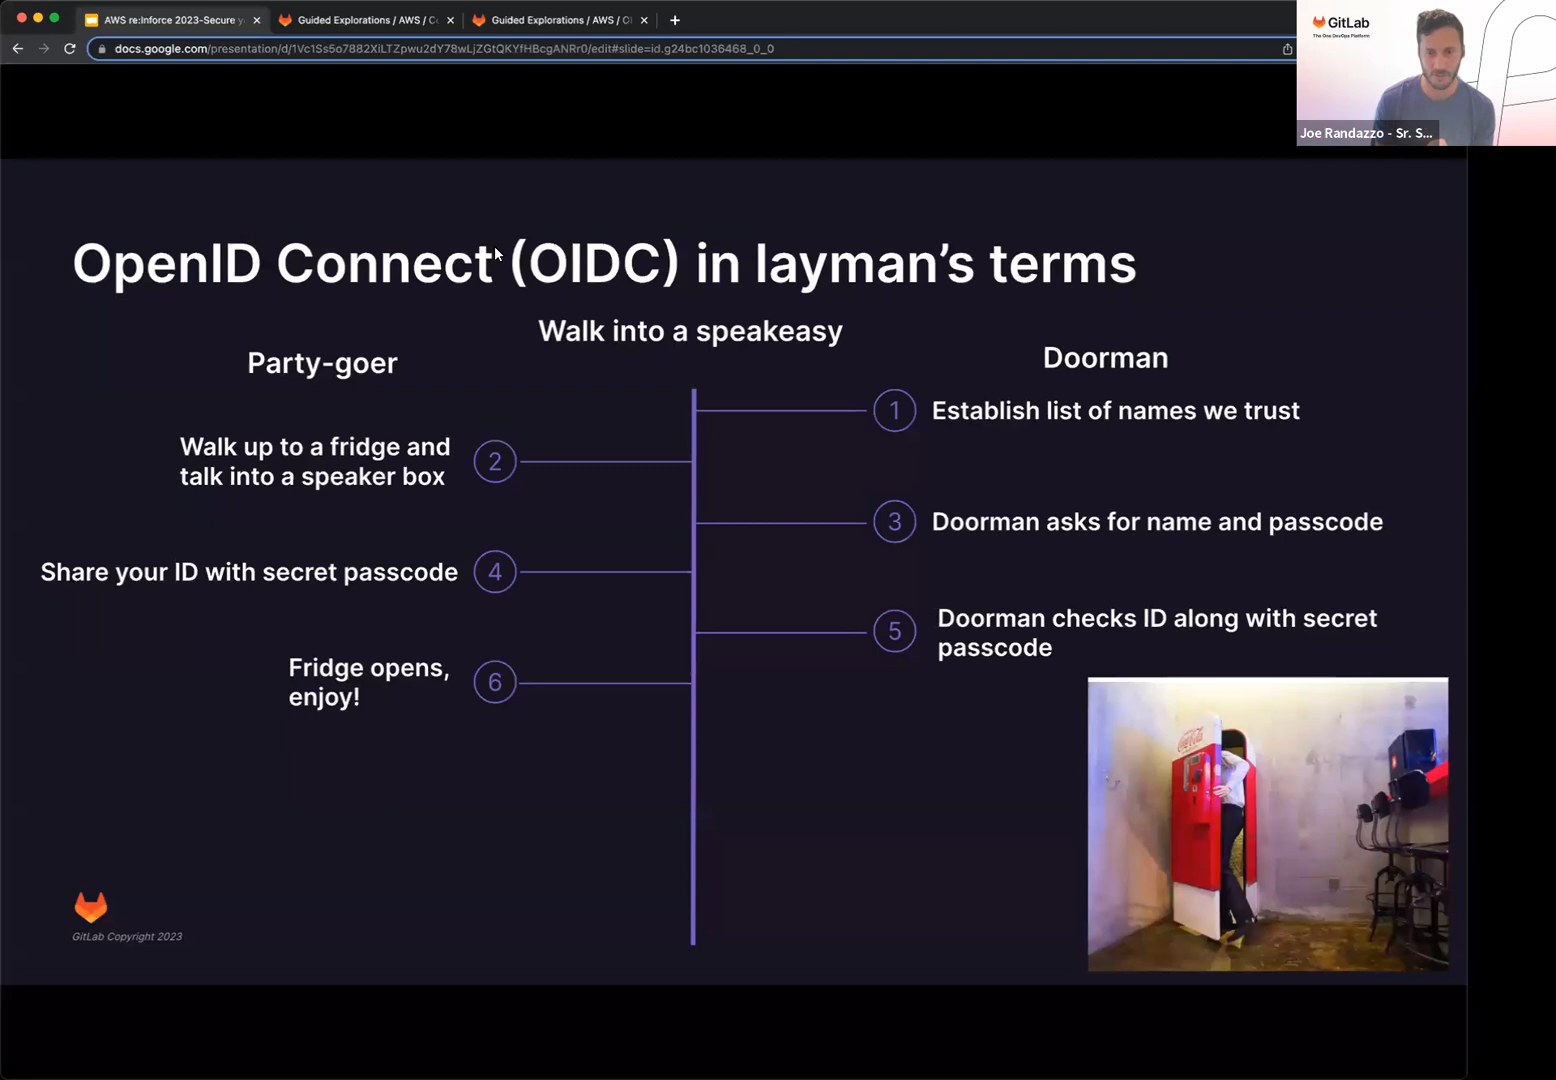 AWS re:Inforce 2023-Secure y
Guided Explorations / AWS / C
Guided Explorations / AWS / OI
docs.google.com/presentation/d/1Vc1Ss5o7882XiLTZpwu2dY78wLjZGtQKYfHBcgANRr0/edit#slide=id.g24bc1036468_0_0
GitLab
The One DevOps Platform
Joe Randazzo - Sr. S...
OpenID Connect (OIDC) in layman’s terms
Walk into a speakeasy
Party-goer
Doorman
1 Establish list of names we trust
Walk up to a fridge and
talk into a speaker box
2
3 Doorman asks for name and passcode
Share your ID with secret passcode 4
5 Doorman checks ID along with secret
passcode
Fridge opens,
enjoy!
6
Coca-Cola
GitLab Copyright 2023